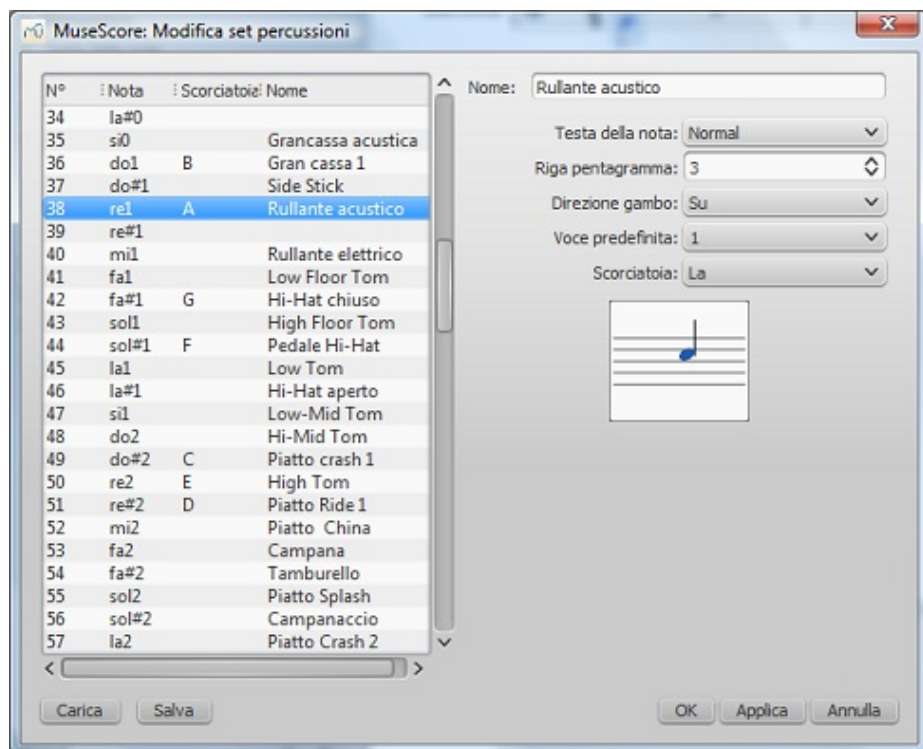 MuseScore: Modifica set percussioni
N° Nota Scorciatoia Nome
34 la#0
35 si0 Grancassa acustica
36 do1 B Gran cassa 1
37 do#1 Side Stick
38 re1 A Rullante acustico
39 re#1
40 mi1 Rullante elettrico
41 fa1 Low Floor Tom
42 fa#1 G Hi-Hat chiuso
43 sol1 High Floor Tom
44 sol#1 F Pedale Hi-Hat
45 la1 Low Tom
46 la#1 Hi-Hat aperto
47 si1 Low-Mid Tom
48 do2 Hi-Mid Tom
49 do#2 C Piatto crash 1
50 re2 E High Tom
51 re#2 D Piatto Ride 1
52 mi2 Piatto China
53 fa2 Campana
54 fa#2 Tamburello
55 sol2 Piatto Splash
56 sol#2 Campanaccio
57 la2 Piatto Crash 2
Nome: Rullante acustico
Testa della nota: Normal
Riga pentagramma: 3
Direzione gambo: Su
Voce predefinita: 1
Scorciatoia: La
Carica Salva OK Applica Annulla